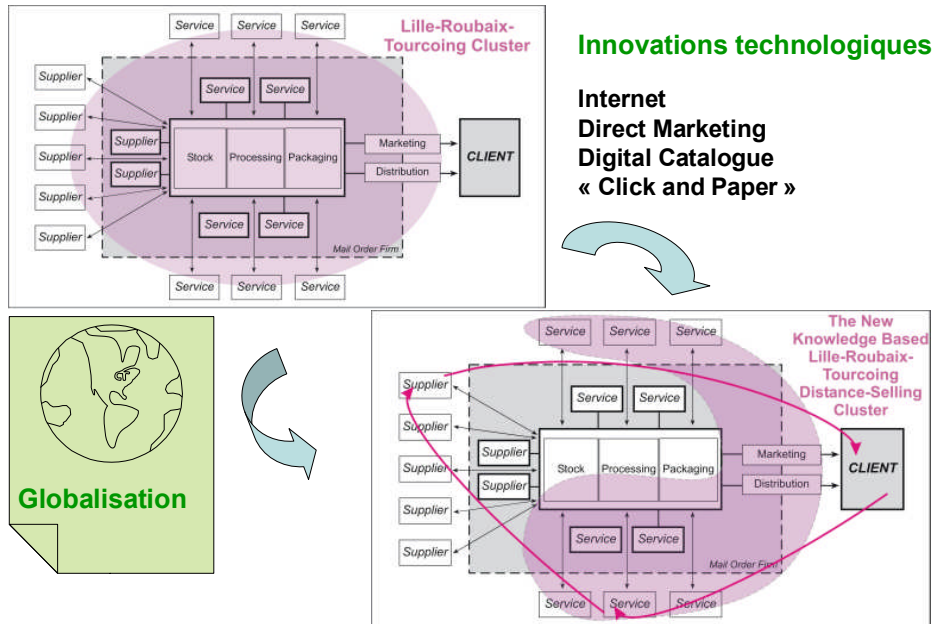 Service
Service
Service
Lille-Roubaix-
Tourcoing Cluster
Supplier
Supplier
Supplier
Supplier
Supplier
Service
Service
Supplier
Supplier
Stock
Processing
Packaging
Marketing
Distribution
CLIENT
Service
Service
Mail Order Firm
Service
Service
Service
Innovations technologiques
Internet
Direct Marketing
Digital Catalogue
« Click and Paper »
Globalisation
Service
Service
Service
The New
Knowledge Based
Lille-Roubaix-
Tourcoing
Distance-Selling
Cluster
Supplier
Supplier
Supplier
Supplier
Supplier
Service
Service
Supplier
Supplier
Stock
Processing
Packaging
Marketing
Distribution
CLIENT
Service
Service
Mail Order Firm
Service
Service
Service